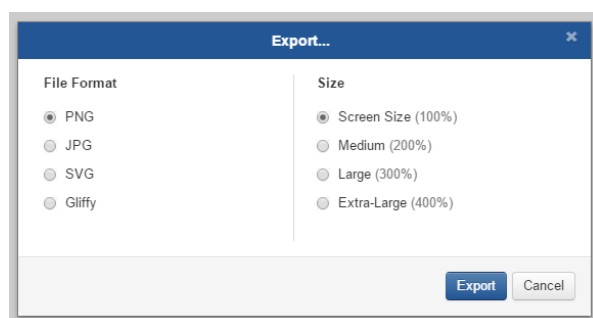 Export...
File Format
PNG
JPG
SVG
Gliffy
Size
Screen Size (100%)
Medium (200%)
Large (300%)
Extra-Large (400%)
Export
Cancel